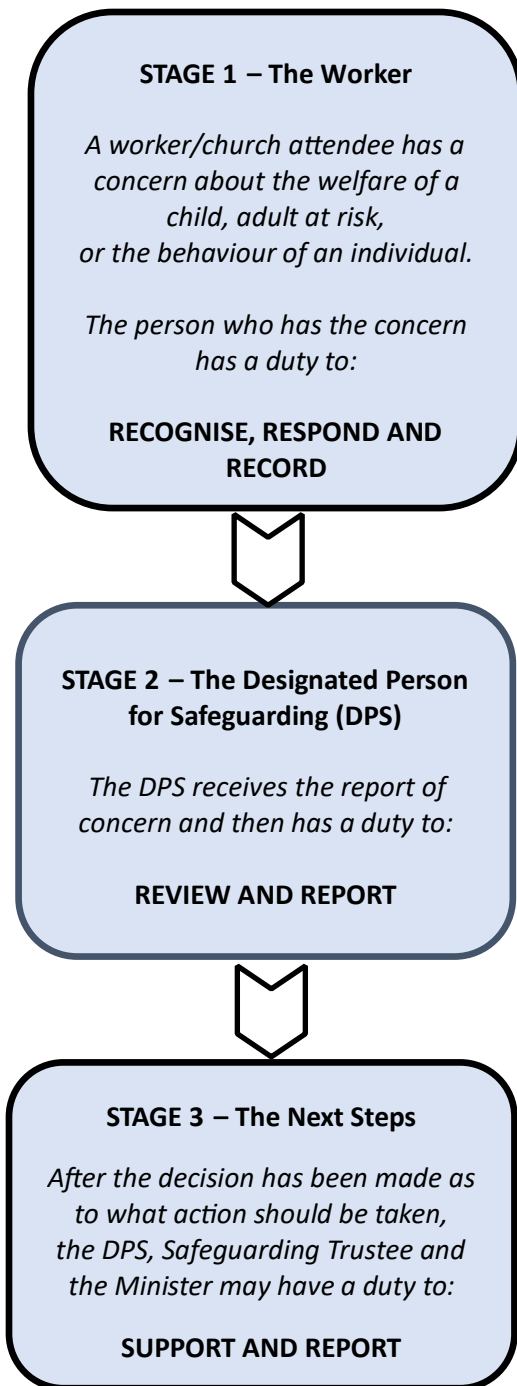 STAGE 1 – The Worker
A worker/church attendee has a
concern about the welfare of a
child, adult at risk,
or the behaviour of an individual.
The person who has the concern
has a duty to:
RECOGNISE, RESPOND AND
RECORD
STAGE 2 – The Designated Person
for Safeguarding (DPS)
The DPS receives the report of
concern and then has a duty to:
REVIEW AND REPORT
STAGE 3 – The Next Steps
After the decision has been made as
to what action should be taken,
the DPS, Safeguarding Trustee and
the Minister may have a duty to:
SUPPORT AND REPORT